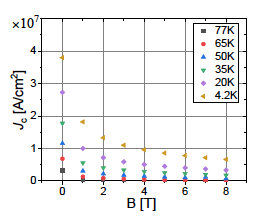 ×10⁷
4
3
2
1
0
J_c [A/cm²]
0 2 4 6 8
B [T]
77K
65K
50K
35K
20K
4.2K